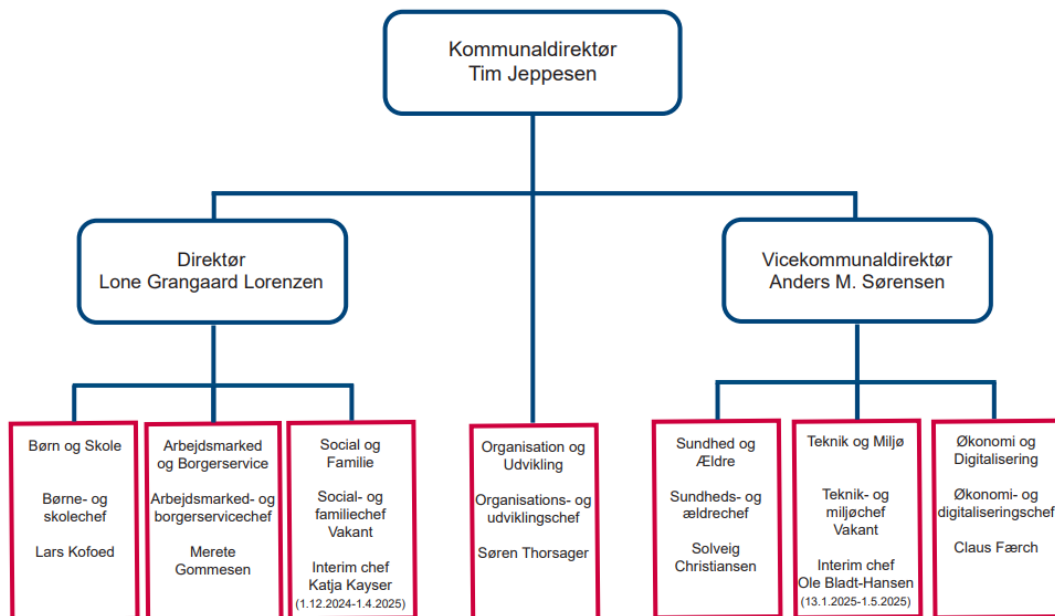 Kommunaldirektør
Tim Jeppesen
Direktør
Lone Grangaard Lorenzen
Vicekommunaldirektør
Anders M. Sørensen
Børn og Skole
Børne- og
skolechef
Lars Kofoed
Arbejdsmarked
og Borgerservice
Arbejdsmarked- og
borgerservicechef
Merete
Gommesen
Social og
Familie
Social- og
familiechef
Vakant
Interim chef
Katja Kayser
(1.12.2024-1.4.2025)
Organisation og
Udvikling
Organisations- og
udviklingschef
Søren Thorsager
Sundhed og
Ældre
Sundheds- og
ældrechef
Solveig
Christiansen
Teknik og Miljø
Teknik- og
miljøchef
Vakant
Interim chef
Ole Bladt-Hansen
(13.1.2025-1.5.2025)
Økonomi og
Digitalisering
Økonomi- og
digitaliseringschef
Claus Færch